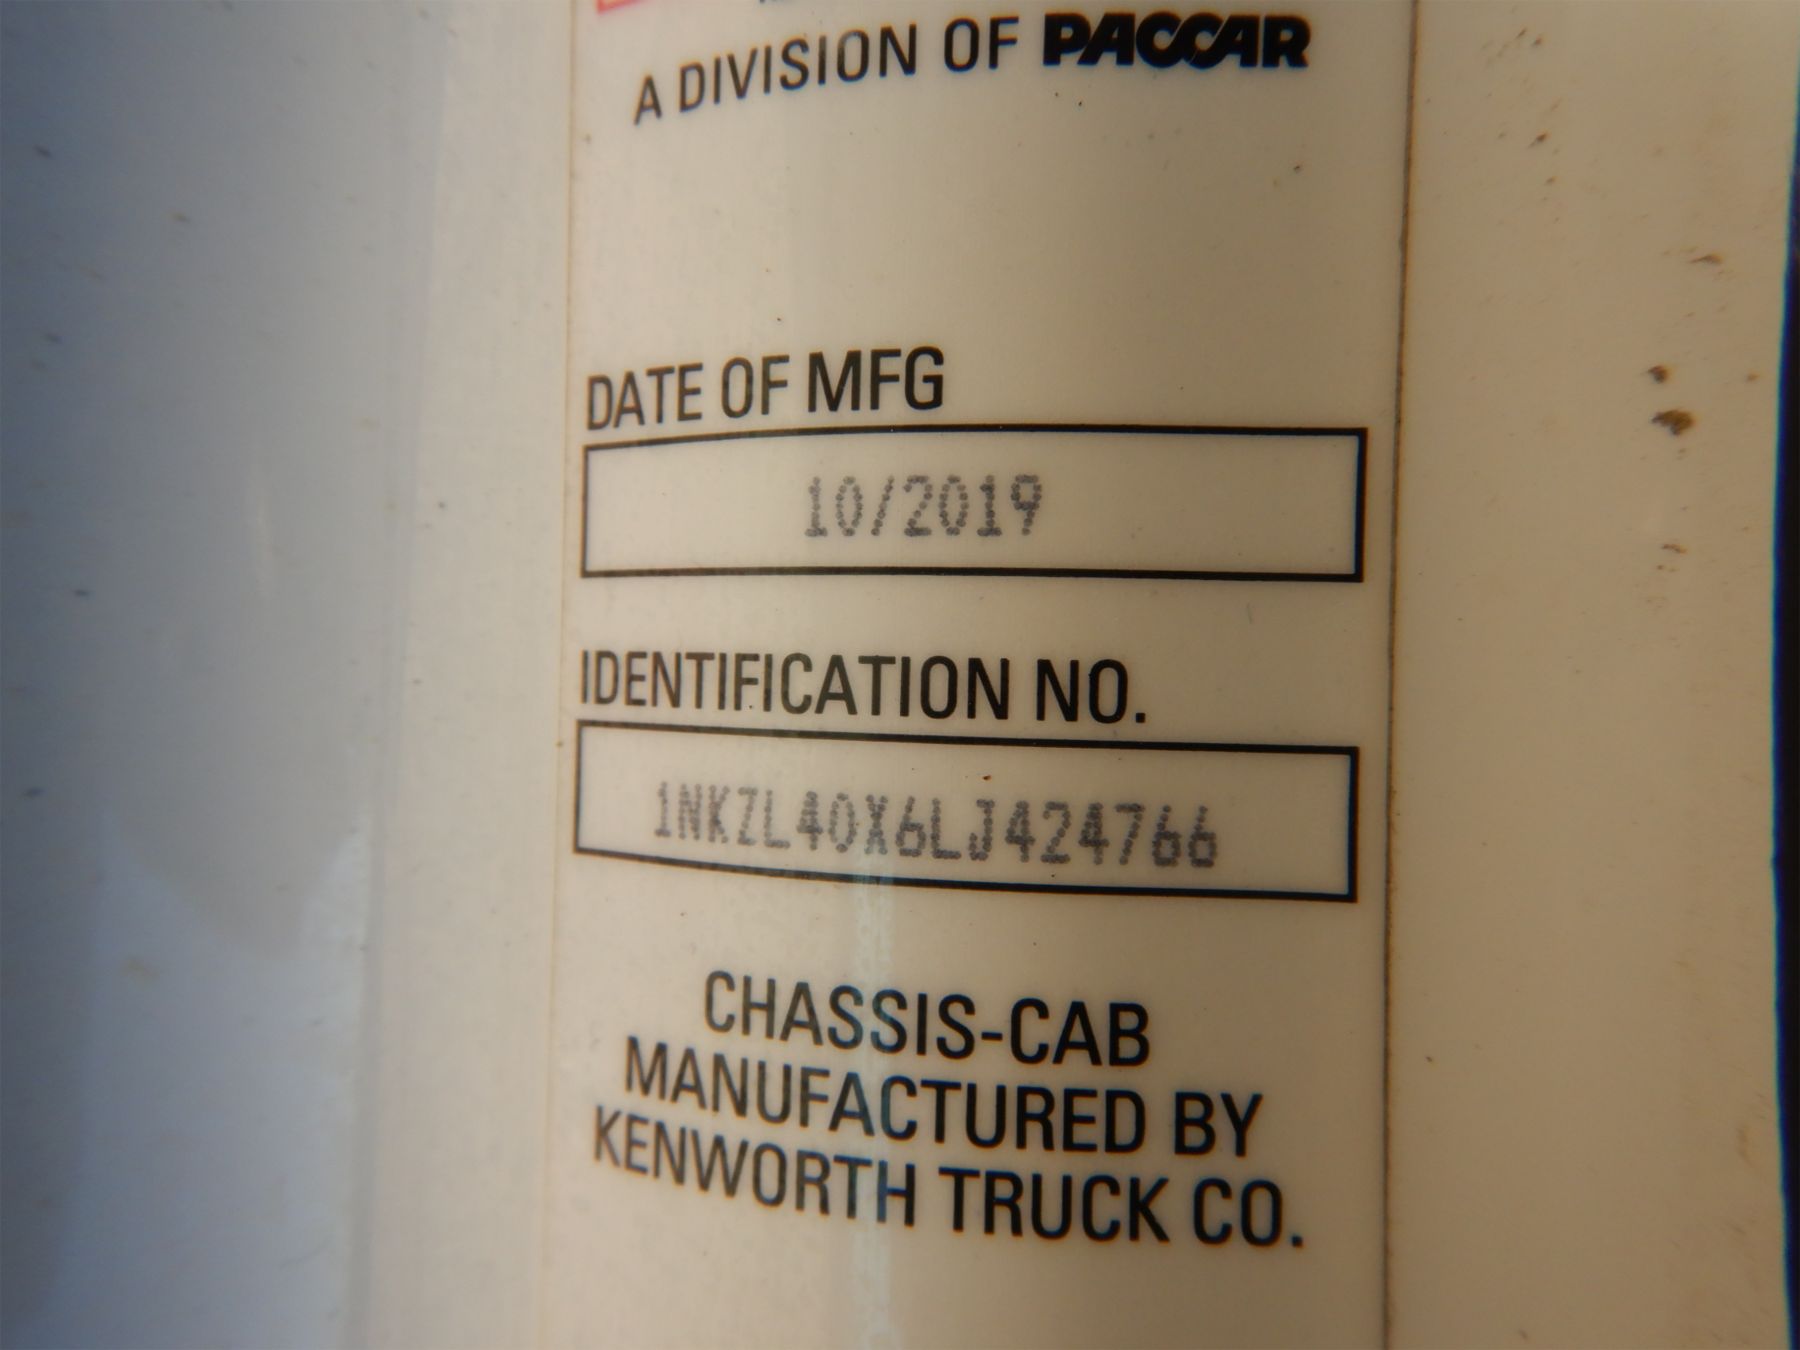 A DIVISION OF PACCAR
DATE OF MFG
10/2019
IDENTIFICATION NO.
1NKZL40X6LJ424766
CHASSIS-CAB
MANUFACTURED BY
KENWORTH TRUCK CO.